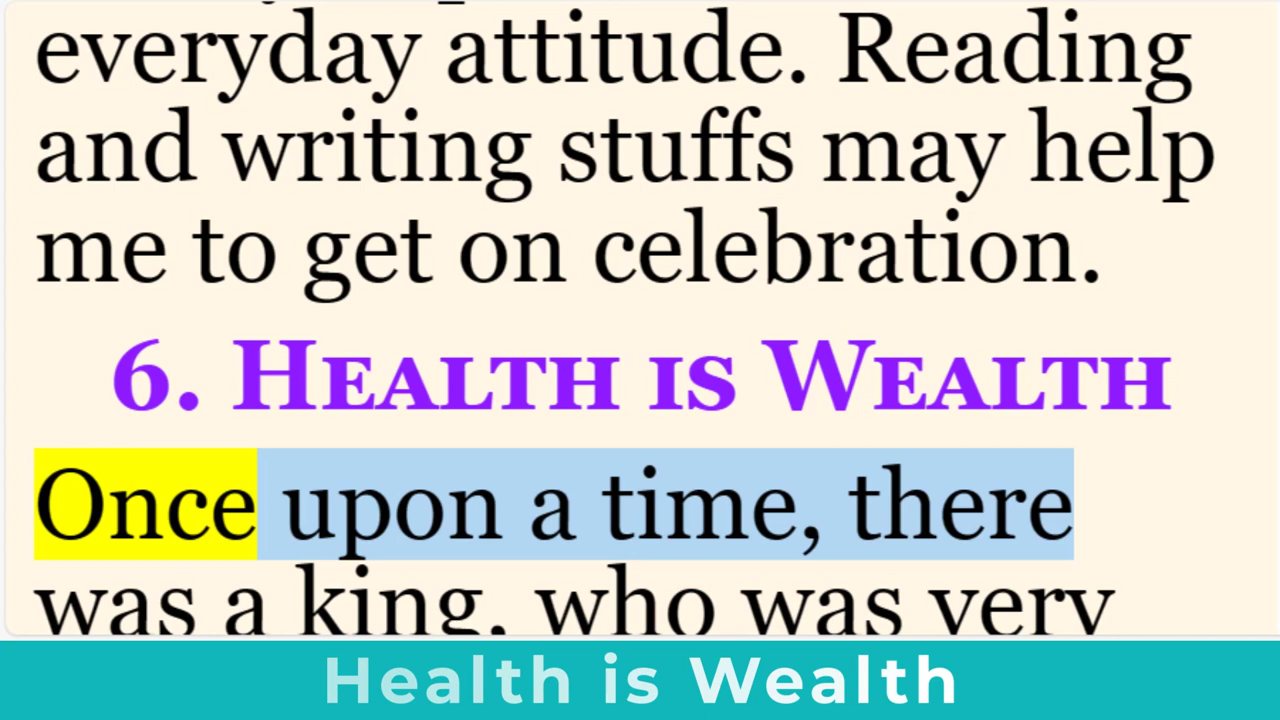 everyday attitude. Reading
and writing stuffs may help
me to get on celebration.
6. Health is Wealth
Once upon a time, there
was a king, who was very
Health is Wealth